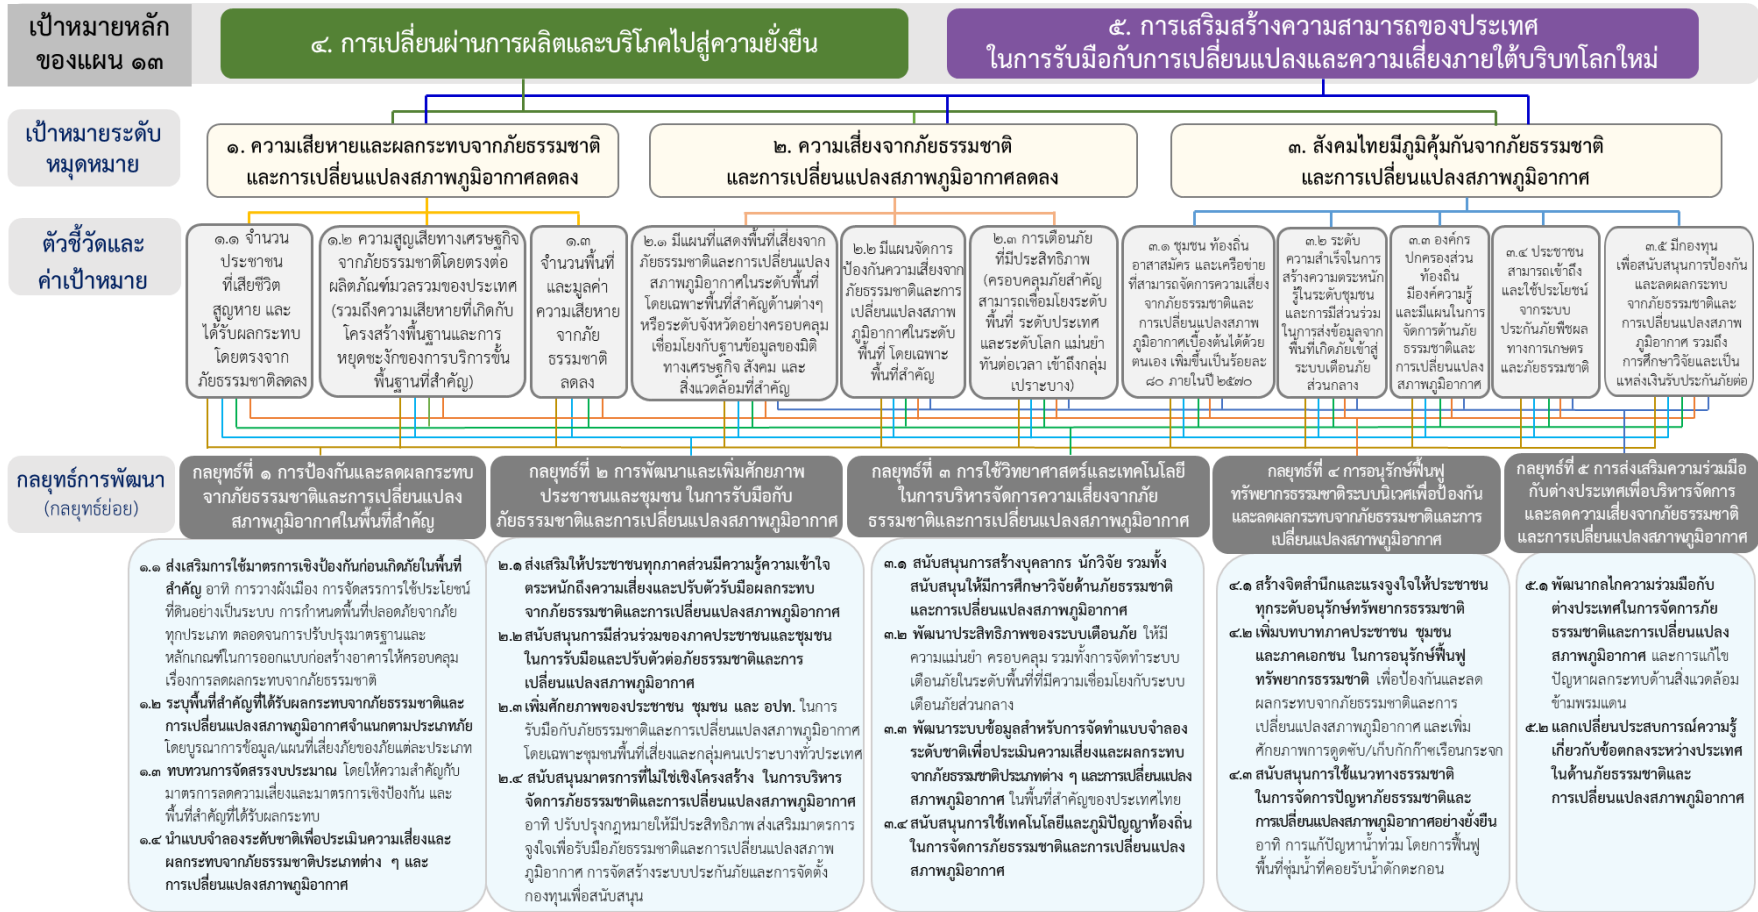 เป้าหมายหลัก
ของแผน ๑๓
๔. การเปลี่ยนผ่านการผลิตและบริโภคไปสู่ความยั่งยืน
๕. การเสริมสร้างความสามารถของประเทศ
ในการรับมือกับการเปลี่ยนแปลงและความเสี่ยงภายใต้บริบทโลกใหม่
เป้าหมายระดับ
หมุดหมาย
๑. ความเสียหายและผลกระทบจากภัยธรรมชาติ
และการเปลี่ยนแปลงสภาพภูมิอากาศลดลง
๒. ความเสี่ยงจากภัยธรรมชาติ
และการเปลี่ยนแปลงสภาพภูมิอากาศลดลง
๓. สังคมไทยมีภูมิคุ้มกันจากภัยธรรมชาติ
และการเปลี่ยนแปลงสภาพภูมิอากาศ
ตัวชี้วัดและ
ค่าเป้าหมาย
๑.๑ จำนวน
ประชาชน
ที่เสียชีวิต
สูญหาย และ
ได้รับผลกระทบ
โดยตรงจาก
ภัยธรรมชาติลดลง
๑.๒ ความสูญเสียทางเศรษฐกิจ
จากภัยธรรมชาติโดยตรงต่อ
ผลิตภัณฑ์มวลรวมของประเทศ
(รวมถึงความเสียหายที่เกิดกับ
โครงสร้างพื้นฐานและการ
หยุดชะงักของการบริการขั้น
พื้นฐานที่สำคัญ)
๑.๓
จำนวนพื้นที่
และมูลค่า
ความเสียหาย
จากภัย
ธรรมชาติ
ลดลง
๒.๑ มีแผนที่แสดงพื้นที่เสี่ยงจาก
ภัยธรรมชาติและการเปลี่ยนแปลง
สภาพภูมิอากาศในระดับพื้นที่
โดยเฉพาะพื้นที่สำคัญด้านต่างๆ
หรือระดับจังหวัดอย่างครอบคลุม
เชื่อมโยงกับฐานข้อมูลของมิติ
ทางเศรษฐกิจ สังคม และ
สิ่งแวดล้อมที่สำคัญ
๒.๒ มีแผนจัดการ
ป้องกันความเสี่ยงจาก
ภัยธรรมชาติและการ
เปลี่ยนแปลงสภาพ
ภูมิอากาศในระดับ
พื้นที่ โดยเฉพาะ
พื้นที่สำคัญ
๒.๓ การเตือนภัย
ที่มีประสิทธิภาพ
(ครอบคลุมภัยสำคัญ
สามารถเชื่อมโยงระดับ
พื้นที่ ระดับประเทศ
และระดับโลก แม่นยำ
ทันต่อเวลา เข้าถึงกลุ่ม
เปราะบาง)
๓.๑ ชุมชน ท้องถิ่น
อาสาสมัคร และเครือข่าย
ที่สามารถจัดการความเสี่ยง
จากภัยธรรมชาติและ
การเปลี่ยนแปลงสภาพ
ภูมิอากาศเบื้องต้นได้ด้วย
ตนเอง เพิ่มขึ้นเป็นร้อยละ
๘๐ ภายในปี ๒๕๗๐
๓.๒ ระดับ
ความสำเร็จในการ
สร้างความตระหนัก
รู้ในระดับชุมชน
และการมีส่วนร่วม
ในการส่งข้อมูลจาก
พื้นที่เกิดภัยเข้าสู่
ระบบเตือนภัย
ส่วนกลาง
๓.๓ องค์กร
ปกครองส่วน
ท้องถิ่น
มีองค์ความรู้
และมีแผนในการ
จัดการด้านภัย
ธรรมชาติและ
การเปลี่ยนแปลง
สภาพภูมิอากาศ
๓.๔ ประชาชน
สามารถเข้าถึง
และใช้ประโยชน์
จากระบบ
ประกันภัยพืชผล
ทางการเกษตร
และภัยธรรมชาติ
๓.๕ มีกองทุน
เพื่อสนับสนุนการป้องกัน
และลดผลกระทบ
จากภัยธรรมชาติและ
การเปลี่ยนแปลงสภาพ
ภูมิอากาศ รวมถึง
การศึกษาวิจัยและเป็น
แหล่งเงินรับประกันภัยต่อ
กลยุทธ์การพัฒนา
(กลยุทธ์ย่อย)
กลยุทธ์ที่ ๑ การป้องกันและลดผลกระทบ
จากภัยธรรมชาติและการเปลี่ยนแปลง
สภาพภูมิอากาศในพื้นที่สำคัญ
กลยุทธ์ที่ ๒ การพัฒนาและเพิ่มศักยภาพ
ประชาชนและชุมชน ในการรับมือกับ
ภัยธรรมชาติและการเปลี่ยนแปลงสภาพภูมิอากาศ
กลยุทธ์ที่ ๓ การใช้วิทยาศาสตร์และเทคโนโลยี
ในการบริหารจัดการความเสี่ยงจากภัย
ธรรมชาติและการเปลี่ยนแปลงสภาพภูมิอากาศ
กลยุทธ์ที่ ๔ การอนุรักษ์ฟื้นฟู
ทรัพยากรธรรมชาติระบบนิเวศเพื่อป้องกัน
และลดผลกระทบจากภัยธรรมชาติและการ
เปลี่ยนแปลงสภาพภูมิอากาศ
กลยุทธ์ที่ ๕ การส่งเสริมความร่วมมือ
กับต่างประเทศเพื่อบริหารจัดการ
และลดความเสี่ยงจากภัยธรรมชาติ
และการเปลี่ยนแปลงสภาพภูมิอากาศ
๑.๑ ส่งเสริมการใช้มาตรการเชิงป้องกันก่อนเกิดภัยในพื้นที่
สำคัญ อาทิ การวางผังเมือง การจัดสรรการใช้ประโยชน์
ที่ดินอย่างเป็นระบบ การกำหนดพื้นที่ปลอดภัยจากภัย
ทุกประเภท ตลอดจนการปรับปรุงมาตรฐานและ
หลักเกณฑ์ในการออกแบบก่อสร้างอาคารให้ครอบคลุม
เรื่องการลดผลกระทบจากภัยธรรมชาติ
๑.๒ ระบุพื้นที่สำคัญที่ได้รับผลกระทบจากภัยธรรมชาติและ
การเปลี่ยนแปลงสภาพภูมิอากาศจำแนกตามประเภทภัย
โดยบูรณาการข้อมูล/แผนที่เสี่ยงภัยของภัยแต่ละประเภท
๑.๓ ทบทวนการจัดสรรงบประมาณ โดยให้ความสำคัญกับ
มาตรการลดความเสี่ยงและมาตรการเชิงป้องกัน และ
พื้นที่สำคัญที่ได้รับผลกระทบ
๑.๔ นำแบบจำลองระดับชาติเพื่อประเมินความเสี่ยงและ
ผลกระทบจากภัยธรรมชาติประเภทต่าง ๆ และ
การเปลี่ยนแปลงสภาพภูมิอากาศ
๒.๑ ส่งเสริมให้ประชาชนทุกภาคส่วนมีความรู้ความเข้าใจ
ตระหนักถึงความเสี่ยงและปรับตัวรับมือผลกระทบ
จากภัยธรรมชาติและการเปลี่ยนแปลงสภาพภูมิอากาศ
๒.๒ สนับสนุนการมีส่วนร่วมของภาคประชาชนและชุมชน
ในการรับมือและปรับตัวต่อภัยธรรมชาติและการ
เปลี่ยนแปลงสภาพภูมิอากาศ
๒.๓ เพิ่มศักยภาพของประชาชน ชุมชน และ อปท. ในการ
รับมือกับภัยธรรมชาติและการเปลี่ยนแปลงสภาพภูมิอากาศ
โดยเฉพาะชุมชนพื้นที่เสี่ยงและกลุ่มคนเปราะบางทั่วประเทศ
๒.๔ สนับสนุนมาตรการที่ไม่ใช่เชิงโครงสร้าง ในการบริหาร
จัดการภัยธรรมชาติและการเปลี่ยนแปลงสภาพภูมิอากาศ
อาทิ ปรับปรุงกฎหมายให้มีประสิทธิภาพ ส่งเสริมมาตรการ
จูงใจเพื่อรับมือภัยธรรมชาติและการเปลี่ยนแปลงสภาพ
ภูมิอากาศ การจัดสร้างระบบประกันภัยและการจัดตั้ง
กองทุนเพื่อสนับสนุน
๓.๑ สนับสนุนการสร้างบุคลากร นักวิจัย รวมทั้ง
สนับสนุนให้มีการศึกษาวิจัยด้านภัยธรรมชาติ
และการเปลี่ยนแปลงสภาพภูมิอากาศ
๓.๒ พัฒนาประสิทธิภาพของระบบเตือนภัย ให้มี
ความแม่นยำ ครอบคลุม รวมทั้งการจัดทำระบบ
เตือนภัยในระดับพื้นที่ที่มีความเชื่อมโยงกับระบบ
เตือนภัยส่วนกลาง
๓.๓ พัฒนาระบบข้อมูลสำหรับการจัดทำแบบจำลอง
ระดับชาติเพื่อประเมินความเสี่ยงและผลกระทบ
จากภัยธรรมชาติประเภทต่าง ๆ และการเปลี่ยนแปลง
สภาพภูมิอากาศ ในพื้นที่สำคัญของประเทศไทย
๓.๔ สนับสนุนการใช้เทคโนโลยีและภูมิปัญญาท้องถิ่น
ในการจัดการภัยธรรมชาติและการเปลี่ยนแปลง
สภาพภูมิอากาศ
๔.๑ สร้างจิตสำนึกและแรงจูงใจให้ประชาชน
ทุกระดับอนุรักษ์ทรัพยากรธรรมชาติ
๔.๒ เพิ่มบทบาทภาคประชาชน ชุมชน
และภาคเอกชน ในการอนุรักษ์ฟื้นฟู
ทรัพยากรธรรมชาติ เพื่อป้องกันและลด
ผลกระทบจากภัยธรรมชาติและการ
เปลี่ยนแปลงสภาพภูมิอากาศ และเพิ่ม
ศักยภาพการดูดซับ/เก็บกักก๊าซเรือนกระจก
๔.๓ สนับสนุนการใช้แนวทางธรรมชาติ
ในการจัดการปัญหาภัยธรรมชาติและ
การเปลี่ยนแปลงสภาพภูมิอากาศอย่างยั่งยืน
อาทิ การแก้ปัญหาน้ำท่วม โดยการฟื้นฟู
พื้นที่ชุ่มน้ำที่คอยรับน้ำดักตะกอน
๕.๑ พัฒนากลไกความร่วมมือกับ
ต่างประเทศในการจัดการภัย
ธรรมชาติและการเปลี่ยนแปลง
สภาพภูมิอากาศ และการแก้ไข
ปัญหาผลกระทบด้านสิ่งแวดล้อม
ข้ามพรมแดน
๕.๒ แลกเปลี่ยนประสบการณ์ความรู้
เกี่ยวกับข้อตกลงระหว่างประเทศ
ในด้านภัยธรรมชาติและ
การเปลี่ยนแปลงสภาพภูมิอากาศ